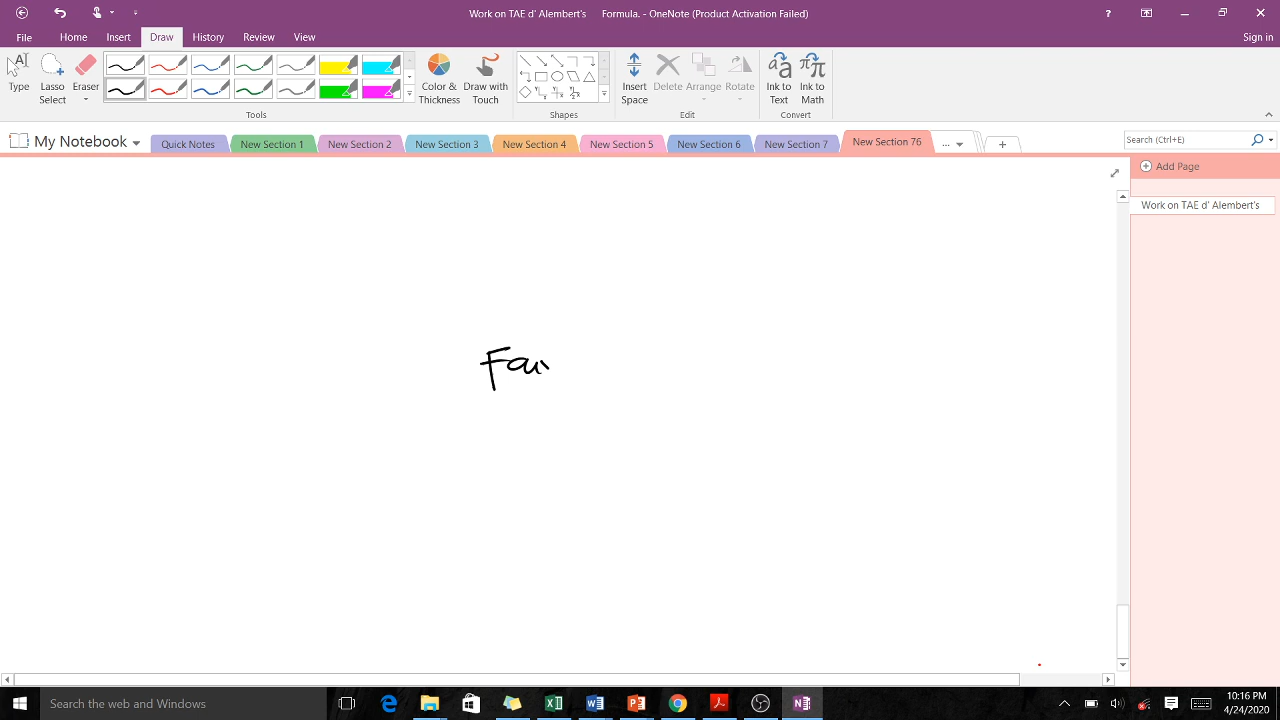 Work on TAE d' Alembert's Formula. - OneNote (Product Activation Failed)
File Home Insert Draw History Review View Sign in
Type Lasso Select Eraser Color & Thickness Draw with Touch Insert Space Delete Arrange Rotate Ink to Text Ink to Math
Tools Shapes Edit Convert
My Notebook Quick Notes New Section 1 New Section 2 New Section 3 New Section 4 New Section 5 New Section 6 New Section 7 New Section 76 ... Search (Ctrl+E)
Add Page
Work on TAE d' Alembert's
Search the web and Windows
10:16 PM
4/24/2020